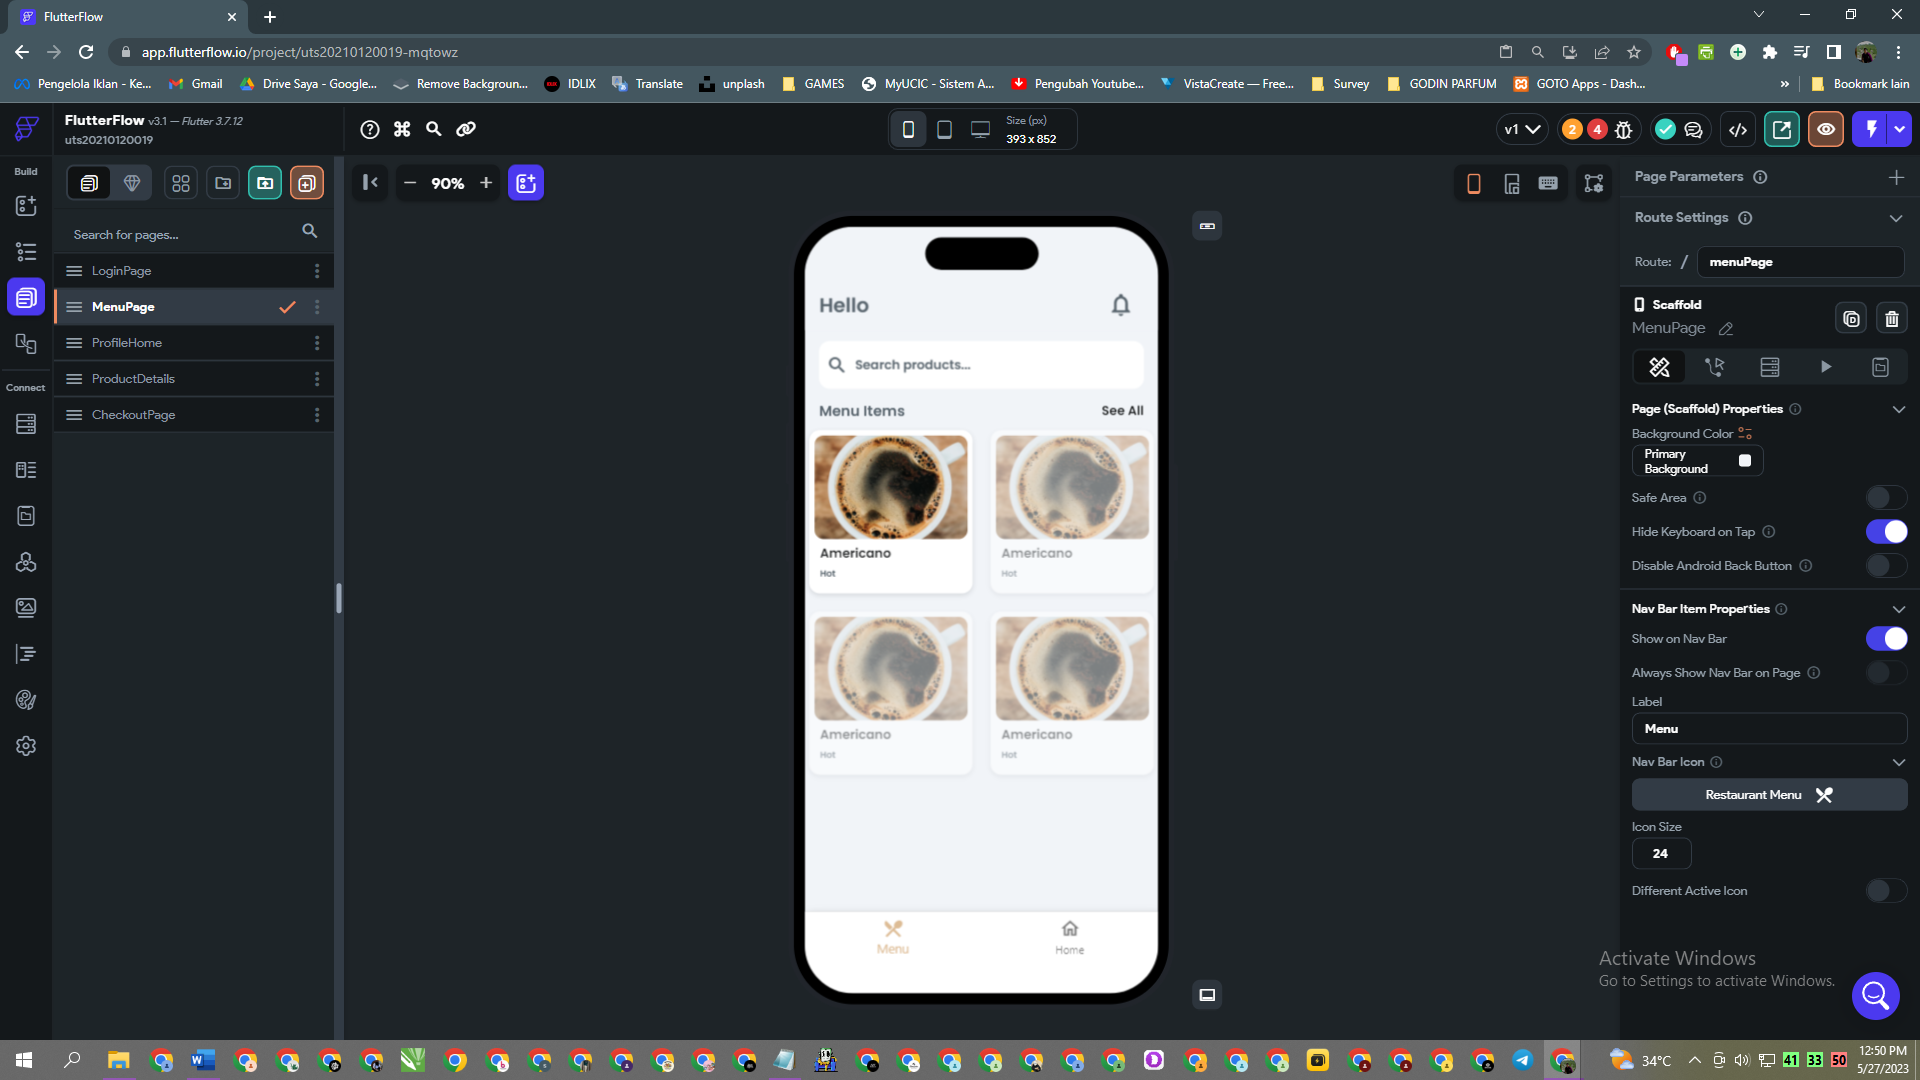 FlutterFlow
app.flutterflow.io/project/uts20210120019-mqtowz
Pengelola Iklan - Ke...
Gmail
Drive Saya - Google...
Remove Backgroun...
IDLIX
Translate
unplash
GAMES
MyUCIC - Sistem A...
Pengubah Youtube...
VistaCreate — Free...
Survey
GODIN PARFUM
GOTO Apps - Dash...
»
Bookmark lain
FlutterFlow v3.1 — Flutter 3.7.12
uts20210120019
Size (px)
393 x 852
v1
2
4
Build
Connect
Search for pages...
LoginPage
MenuPage
ProfileHome
ProductDetails
CheckoutPage
90%
Hello
Search products...
Menu Items
See All
Americano
Hot
Americano
Hot
Americano
Hot
Americano
Hot
Menu
Home
Page Parameters
Route Settings
Route: /
menuPage
Scaffold
MenuPage
Page (Scaffold) Properties
Background Color
Primary
Background
Safe Area
Hide Keyboard on Tap
Disable Android Back Button
Nav Bar Item Properties
Show on Nav Bar
Always Show Nav Bar on Page
Label
Menu
Nav Bar Icon
Restaurant Menu
Icon Size
24
Different Active Icon
Activate Windows
Go to Settings to activate Windows.
34°C
41
33
50
12:50 PM
5/27/2023